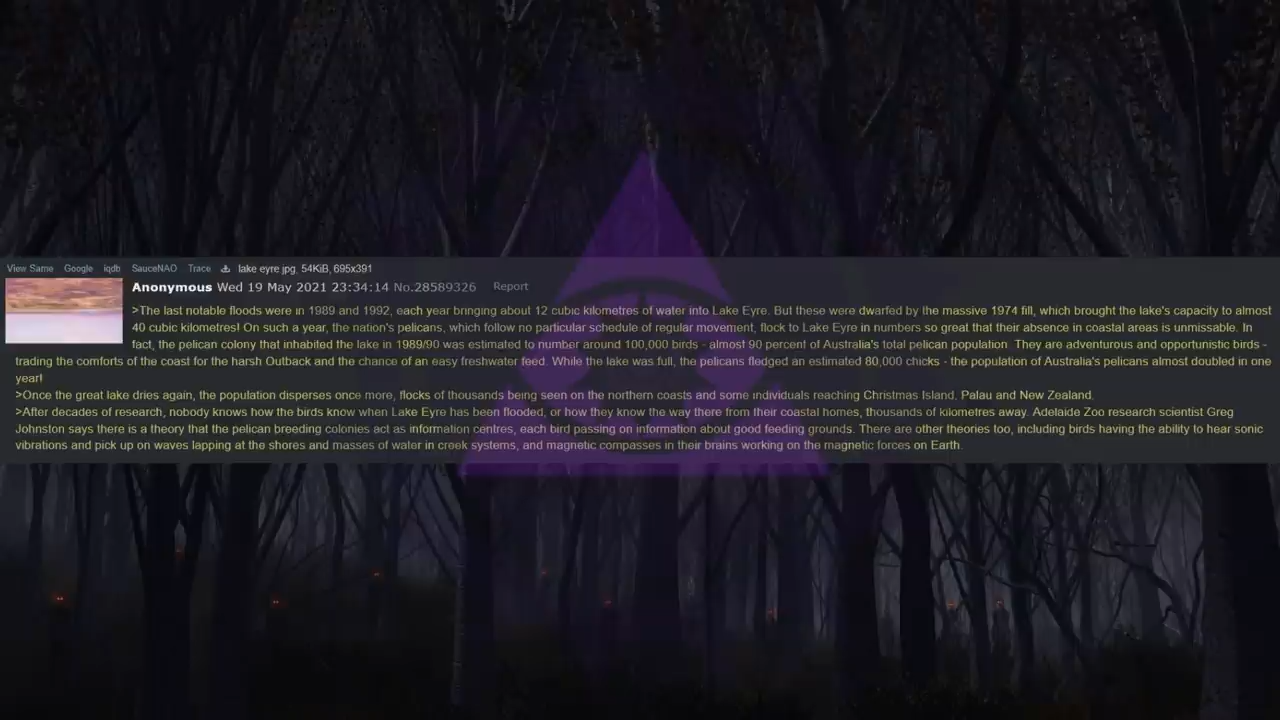 View Same Google iqdb SauceNAO Trace lake eyre.jpg, 54KiB, 695x391
Anonymous Wed 19 May 2021 23:34:14 No.28589326 Report
>The last notable floods were in 1989 and 1992, each year bringing about 12 cubic kilometres of water into Lake Eyre. But these were dwarfed by the massive 1974 fill, which brought the lake's capacity to almost
40 cubic kilometres! On such a year, the nation's pelicans, which follow no particular schedule of regular movement, flock to Lake Eyre in numbers so great that their absence in coastal areas is unmissable. In
fact, the pelican colony that inhabited the lake in 1989/90 was estimated to number around 100,000 birds - almost 90 percent of Australia's total pelican population. They are adventurous and opportunistic birds -
trading the comforts of the coast for the harsh Outback and the chance of an easy freshwater feed. While the lake was full, the pelicans fledged an estimated 80,000 chicks - the population of Australia's pelicans almost doubled in one
year!
>Once the great lake dries again, the population disperses once more, flocks of thousands being seen on the northern coasts and some individuals reaching Christmas Island, Palau and New Zealand.
>After decades of research, nobody knows how the birds know when Lake Eyre has been flooded, or how they know the way there from their coastal homes, thousands of kilometres away. Adelaide Zoo research scientist Greg
Johnston says there is a theory that the pelican breeding colonies act as information centres, each bird passing on information about good feeding grounds. There are other theories too, including birds having the ability to hear sonic
vibrations and pick up on waves lapping at the shores and masses of water in creek systems, and magnetic compasses in their brains working on the magnetic forces on Earth.